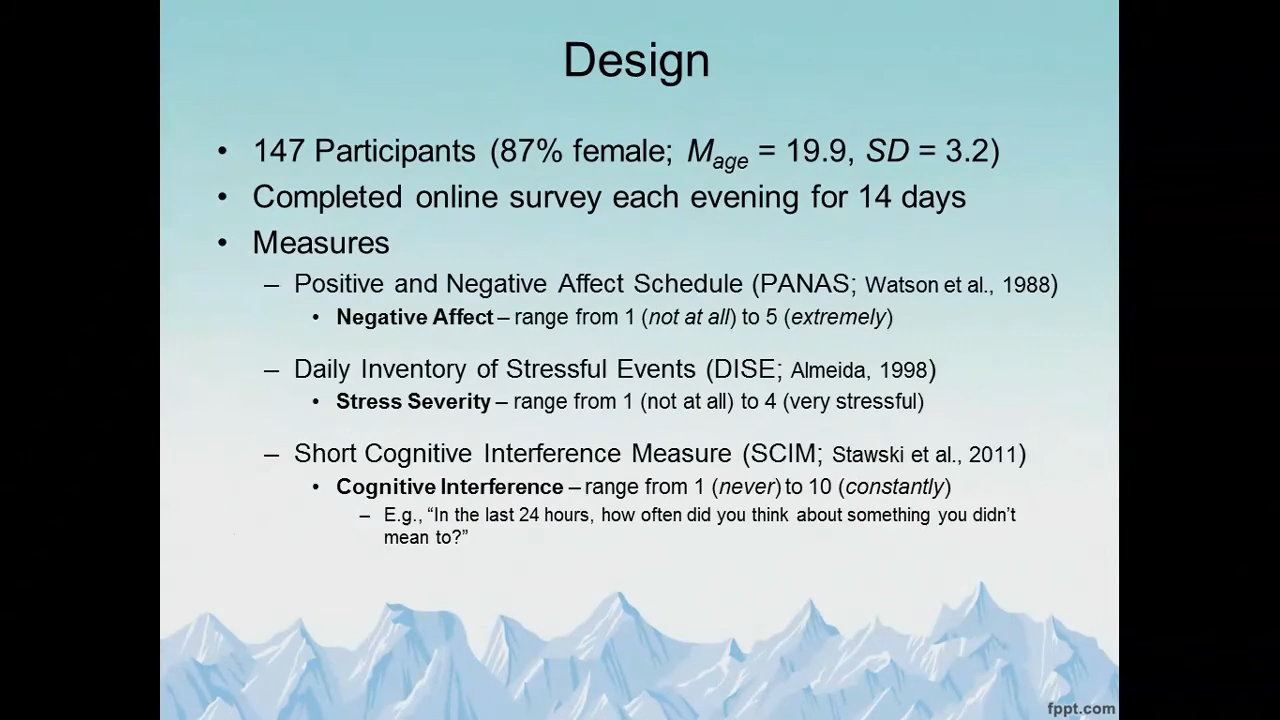 Design
• 147 Participants (87% female; Mage = 19.9, SD = 3.2)
• Completed online survey each evening for 14 days
• Measures
– Positive and Negative Affect Schedule (PANAS; Watson et al., 1988)
• Negative Affect – range from 1 (not at all) to 5 (extremely)
– Daily Inventory of Stressful Events (DISE; Almeida, 1998)
• Stress Severity – range from 1 (not at all) to 4 (very stressful)
– Short Cognitive Interference Measure (SCIM; Stawski et al., 2011)
• Cognitive Interference – range from 1 (never) to 10 (constantly)
– E.g., “In the last 24 hours, how often did you think about something you didn’t
mean to?”
fppt.com